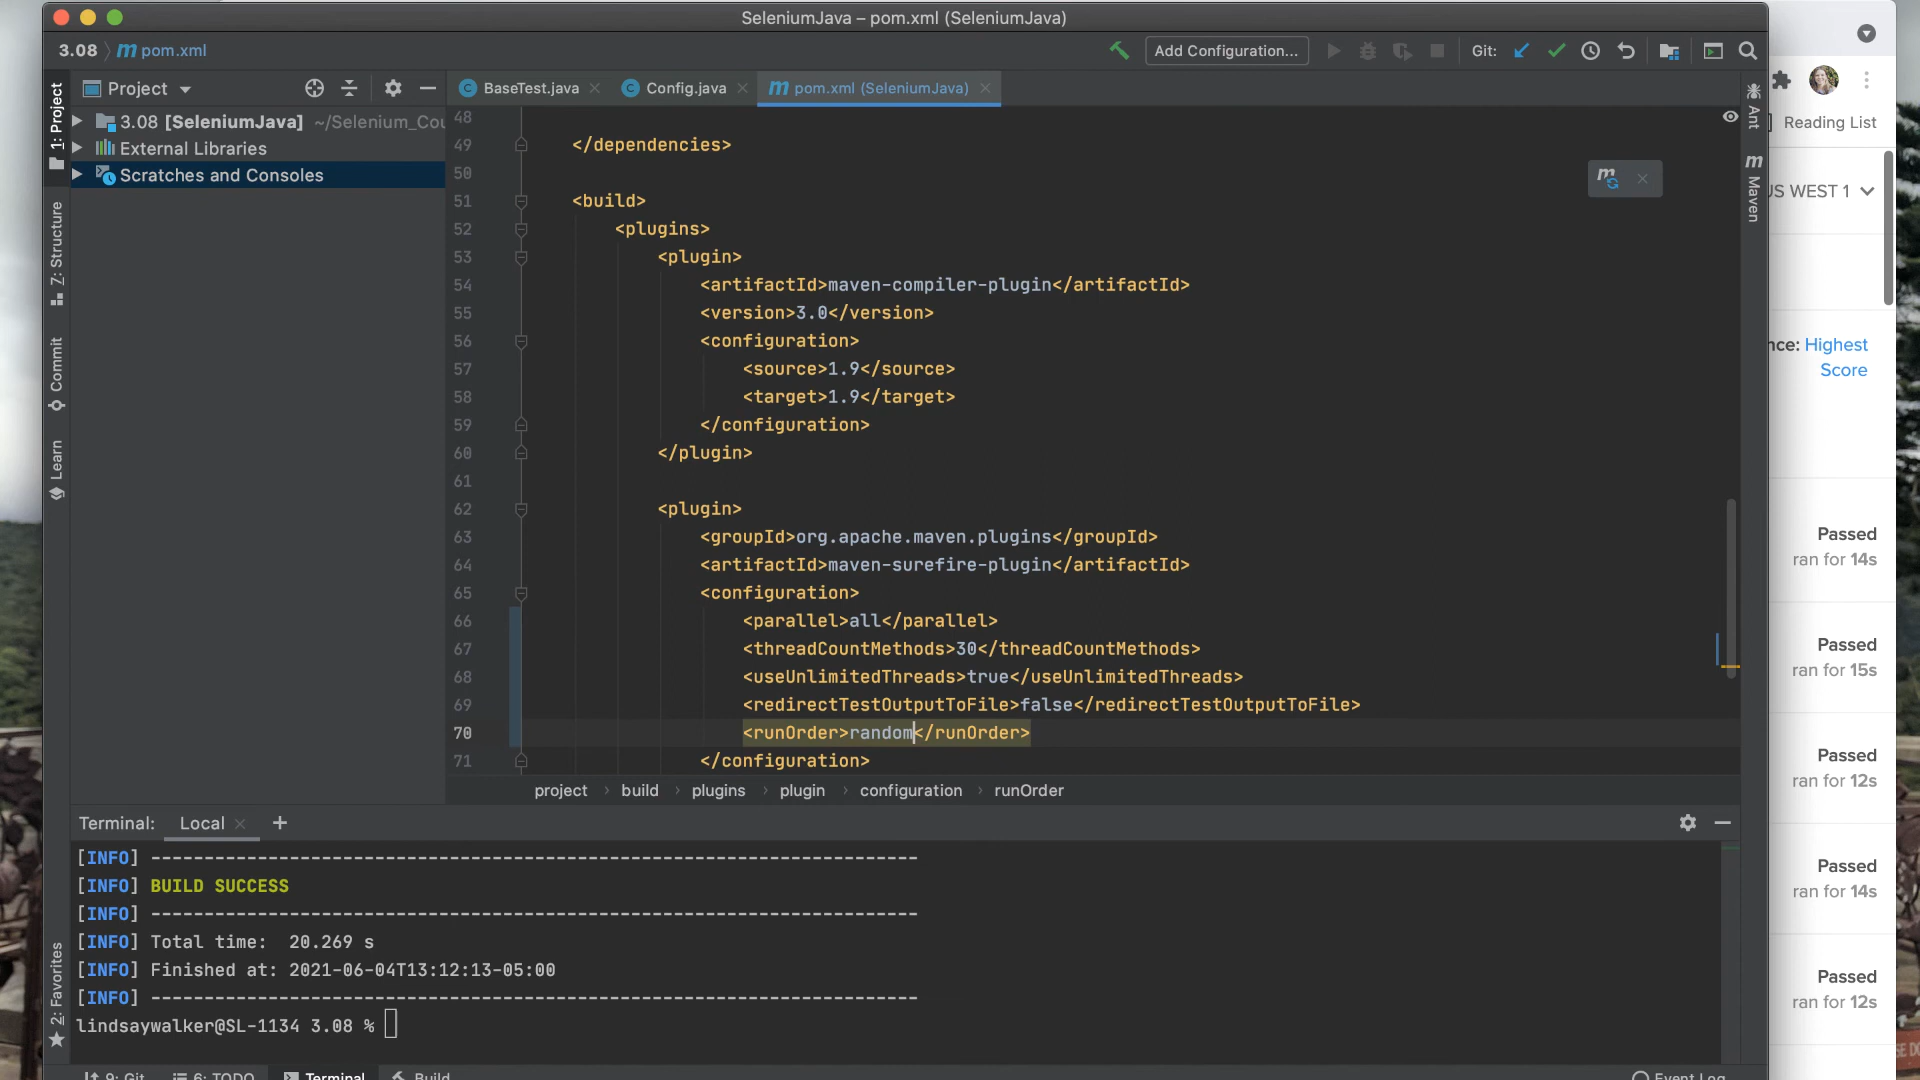 SeleniumJava – pom.xml (SeleniumJava)
3.08 m pom.xml
Add Configuration...
Git:
Project
BaseTest.java
Config.java
m pom.xml (SeleniumJava)
1: Project
Z: Structure
Commit
Learn
2: Favorites
3.08 [SeleniumJava] ~/Selenium_Cou
External Libraries
Scratches and Consoles
48
49 </dependencies>
50
51 <build>
52 <plugins>
53 <plugin>
54 <artifactId>maven-compiler-plugin</artifactId>
55 <version>3.0</version>
56 <configuration>
57 <source>1.9</source>
58 <target>1.9</target>
59 </configuration>
60 </plugin>
61
62 <plugin>
63 <groupId>org.apache.maven.plugins</groupId>
64 <artifactId>maven-surefire-plugin</artifactId>
65 <configuration>
66 <parallel>all</parallel>
67 <threadCountMethods>30</threadCountMethods>
68 <useUnlimitedThreads>true</useUnlimitedThreads>
69 <redirectTestOutputToFile>false</redirectTestOutputToFile>
70 <runOrder>random</runOrder>
71 </configuration>
project › build › plugins › plugin › configuration › runOrder
Ant
m Maven
Terminal: Local
[INFO] ------------------------------------------------------------------------
[INFO] BUILD SUCCESS
[INFO] ------------------------------------------------------------------------
[INFO] Total time:  20.269 s
[INFO] Finished at: 2021-06-04T13:12:13-05:00
[INFO] ------------------------------------------------------------------------
lindsaywalker@SL-1134 3.08 %
9: Git
6: TODO
Terminal
Build
Event Log
Reading List
US WEST 1
nce: Highest
Score
Passed
ran for 14s
Passed
ran for 15s
Passed
ran for 12s
Passed
ran for 14s
Passed
ran for 12s